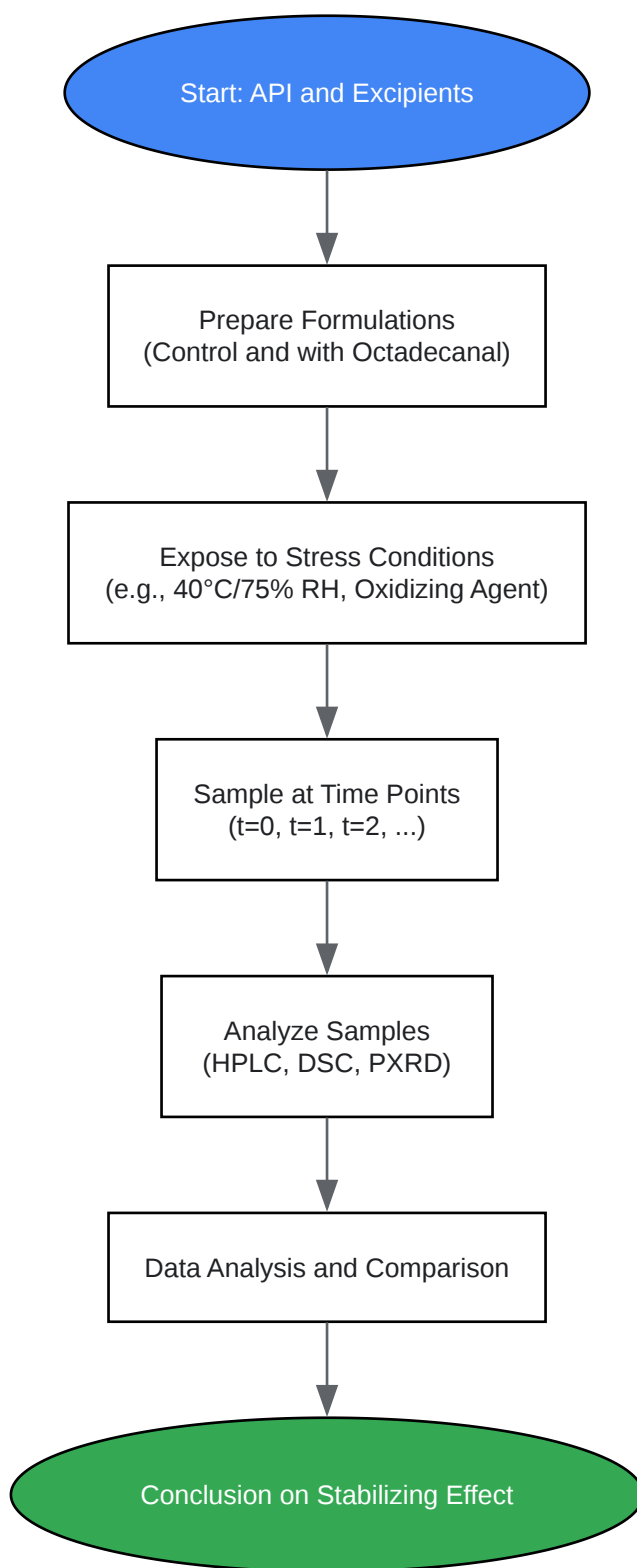 Start: API and Excipients
Prepare Formulations
(Control and with Octadecanal)
Expose to Stress Conditions
(e.g., 40°C/75% RH, Oxidizing Agent)
Sample at Time Points
(t=0, t=1, t=2, ...)
Analyze Samples
(HPLC, DSC, PXRD)
Data Analysis and Comparison
Conclusion on Stabilizing Effect